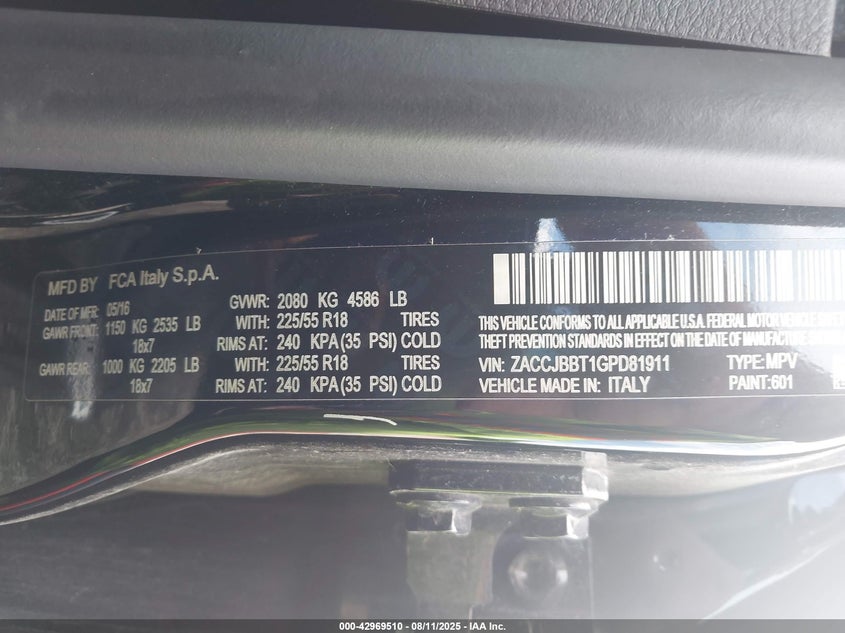 MFD BY FCA Italy S.p.A.
DATE OF MFR: 05/16
GVWR: 2080 KG 4586 LB
GAWR FRONT: 1150 KG 2535 LB
WITH: 225/55 R18 TIRES
18x7
RIMS AT: 240 KPA(35 PSI) COLD
GAWR REAR: 1000 KG 2205 LB
WITH: 225/55 R18 TIRES
18x7
RIMS AT: 240 KPA(35 PSI) COLD
THIS VEHICLE CONFORMS TO ALL APPLICABLE U.S.A. FEDERAL MOTOR VEHICLE
THEFT PREVENTION STANDARDS IN EFFECT ON THE DATE OF MANUFACTURE
VIN: ZACCJBBT1GPD81911 TYPE: MPV
VEHICLE MADE IN: ITALY PAINT:601
000-42969510 - 08/11/2025 - IAA Inc.